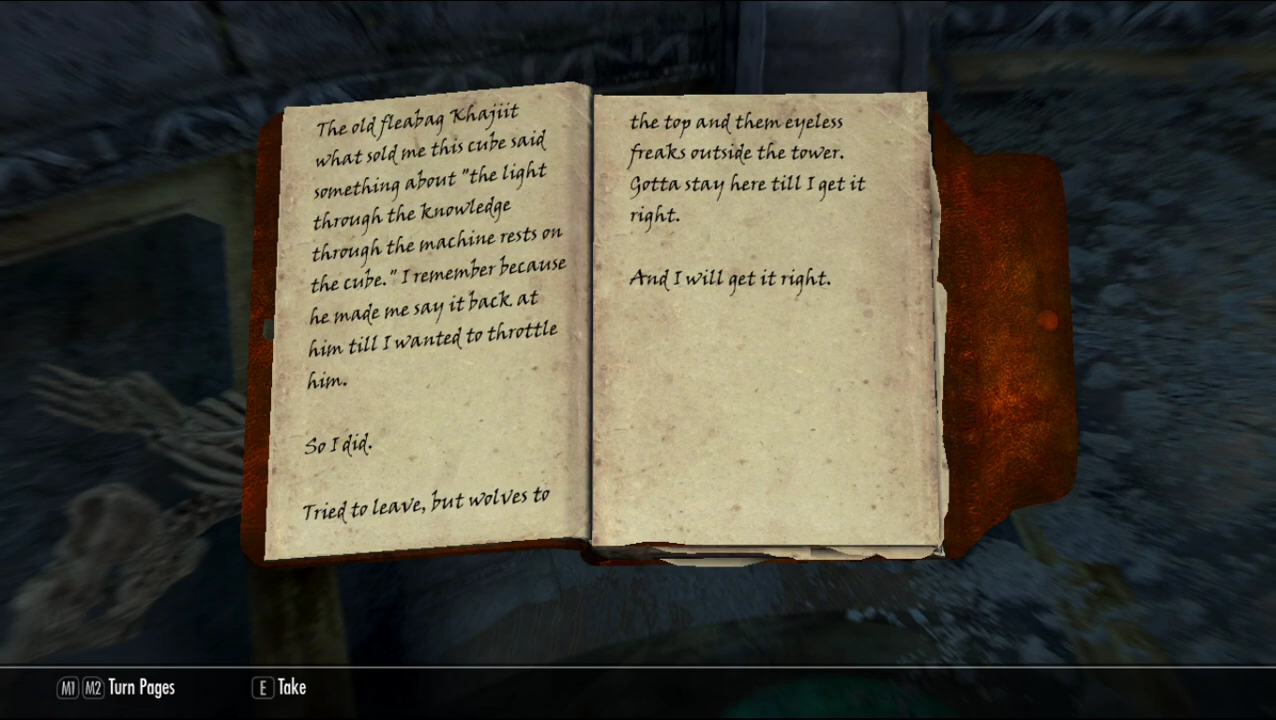 The old fleabag Khajiit
what sold me this cube said
something about "the light
through the knowledge
through the machine rests on
the cube." I remember because
he made me say it back at
him till I wanted to throttle
him.
So I did.
Tried to leave, but wolves to
the top and them eyeless
freaks outside the tower.
Gotta stay here till I get it
right.
And I will get it right.
M1 M2 Turn Pages
E Take